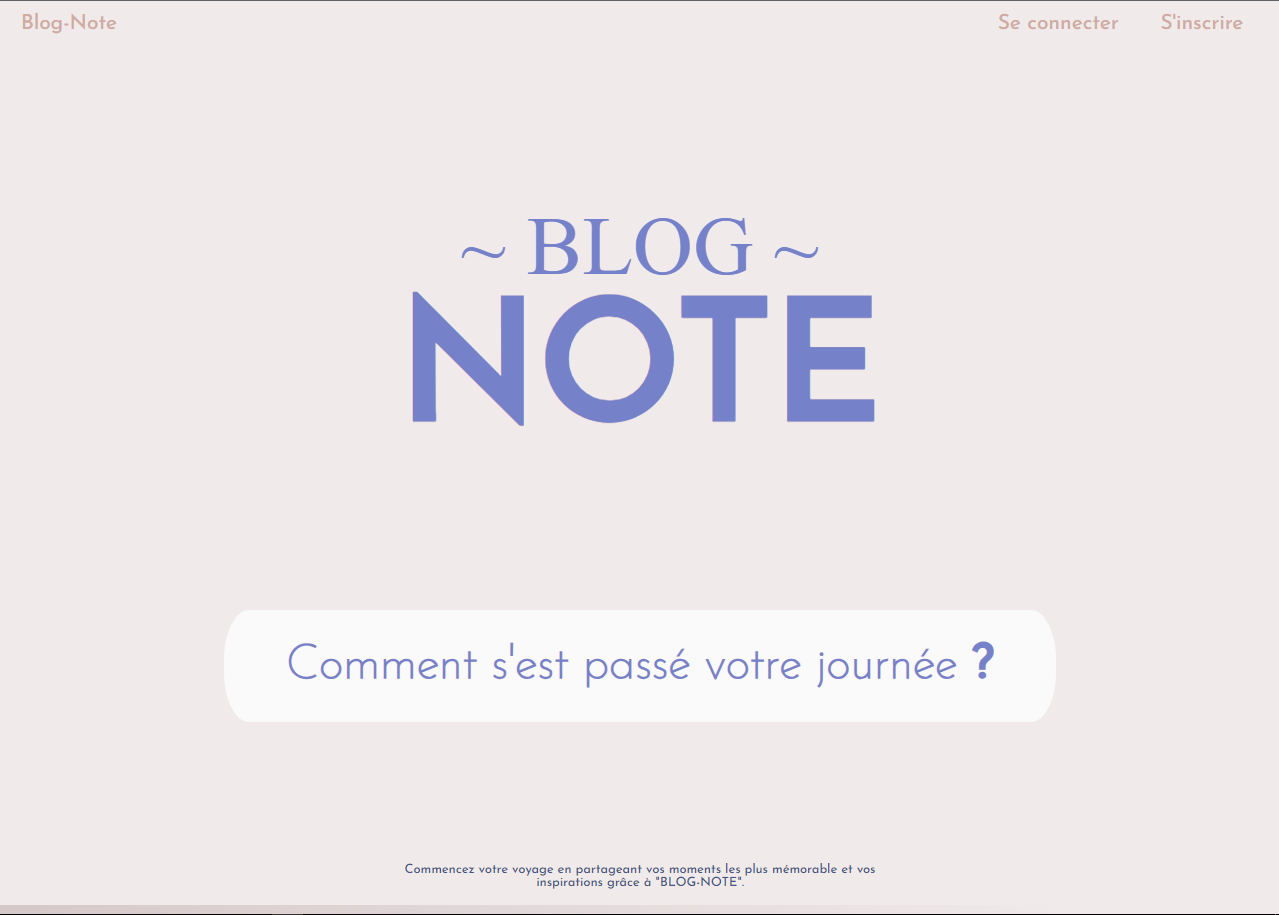 Blog-Note
Se connecter
S'inscrire
~ BLOG ~
NOTE
Comment s'est passé votre journée ?
Commencez votre voyage en partageant vos moments les plus mémorable et vos
inspirations grâce à "BLOG-NOTE".